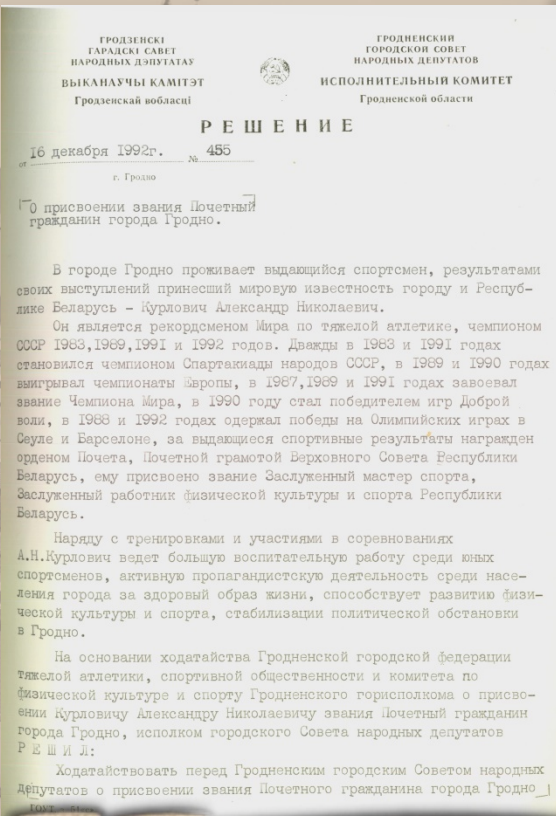 ГРОДЗЕНСКІ
ГАРАДСКІ САВЕТ
НАРОДНЫХ ДЭПУТАТАЎ
ВЫКАНАЎЧЫ КАМІТЭТ
Гродзенскай вобласці
ГРОДНЕНСКИЙ
ГОРОДСКОЙ СОВЕТ
НАРОДНЫХ ДЕПУТАТОВ
ИСПОЛНИТЕЛЬНЫЙ КОМИТЕТ
Гродненской области
РЕШЕНИЕ
от 16 декабря 1992г. № 455
г. Гродно
О присвоении звания Почетный
гражданин города Гродно.
В городе Гродно проживает выдающийся спортсмен, результатами
своих выступлений принесший мировую известность городу и Респуб-
лике Беларусь - Курлович Александр Николаевич.
Он является рекордсменом Мира по тяжелой атлетике, чемпионом
СССР 1983,1989,1991 и 1992 годов. Дважды в 1983 и 1991 годах
становился чемпионом Спартакиады народов СССР, в 1989 и 1990 годах
выигрывал чемпионаты Европы, в 1987,1989 и 1991 годах завоевал
звание Чемпиона Мира, в 1990 году стал победителем игр Доброй
воли, в 1988 и 1992 годах одержал победы на Олимпийских играх в
Сеуле и Барселоне, за выдающиеся спортивные результаты награжден
орденом Почета, Почетной грамотой Верховного Совета Республики
Беларусь, ему присвоено звание Заслуженный мастер спорта,
Заслуженный работник физической культуры и спорта Республики
Беларусь.
Наряду с тренировками и участиями в соревнованиях
А.Н.Курлович ведет большую воспитательную работу среди юных
спортсменов, активную пропагандистскую деятельность среди насе-
ления города за здоровый образ жизни, способствует развитию физи-
ческой культуры и спорта, стабилизации политической обстановки
в Гродно.
На основании ходатайства Гродненской городской федерации
тяжелой атлетики, спортивной общественности и комитета по
физической культуре и спорту Гродненского горисполкома о присво-
ении Курловичу Александру Николаевичу звания Почетный гражданин
города Гродно, исполком городского Совета народных депутатов
Р Е Ш И Л:
Ходатайствовать перед Гродненским городским Советом народных
депутатов о присвоении звания Почетного гражданина города Гродно